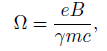 Ω = eB / γmc,